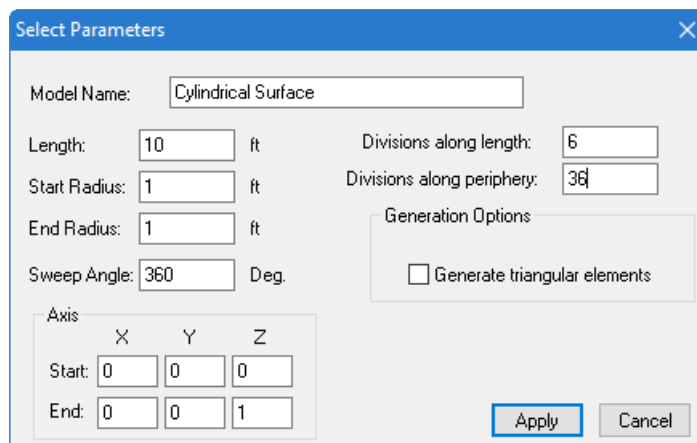 Select Parameters
Model Name: Cylindrical Surface
Length: 10 ft
Start Radius: 1 ft
End Radius: 1 ft
Sweep Angle: 360 Deg.
Divisions along length: 6
Divisions along periphery: 36
Generation Options
Generate triangular elements
Axis
X Y Z
Start: 0 0 0
End: 0 0 1
Apply Cancel